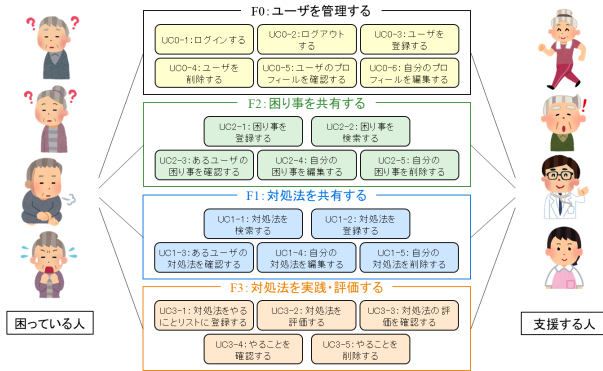 F0：ユーザを管理する
UC0-1：ログインする
UC0-2：ログアウト
する
UC0-3：ユーザを
登録する
UC0-4：ユーザを
削除する
UC0-5：ユーザのプロ
フィールを確認する
UC0-6：自分のプロ
フィールを編集する
F2：困り事を共有する
UC2-1：困り事を
登録する
UC2-2：困り事を
検索する
UC2-3：あるユーザの
困り事を確認する
UC2-4：自分の
困り事を編集する
UC2-5：自分の
困り事を削除する
F1：対処法を共有する
UC1-1：対処法を
検索する
UC1-2：対処法を
登録する
UC1-3：あるユーザの
対処法を確認する
UC1-4：自分の
対処法を編集する
UC1-5：自分の
対処法を削除する
F3：対処法を実践・評価する
UC3-1：対処法をやる
ことリストに登録する
UC3-2：対処法を
評価する
UC3-3：対処法の評
価を確認する
UC3-4：やることを
確認する
UC3-5：やることを
削除する
困っている人
支援する人